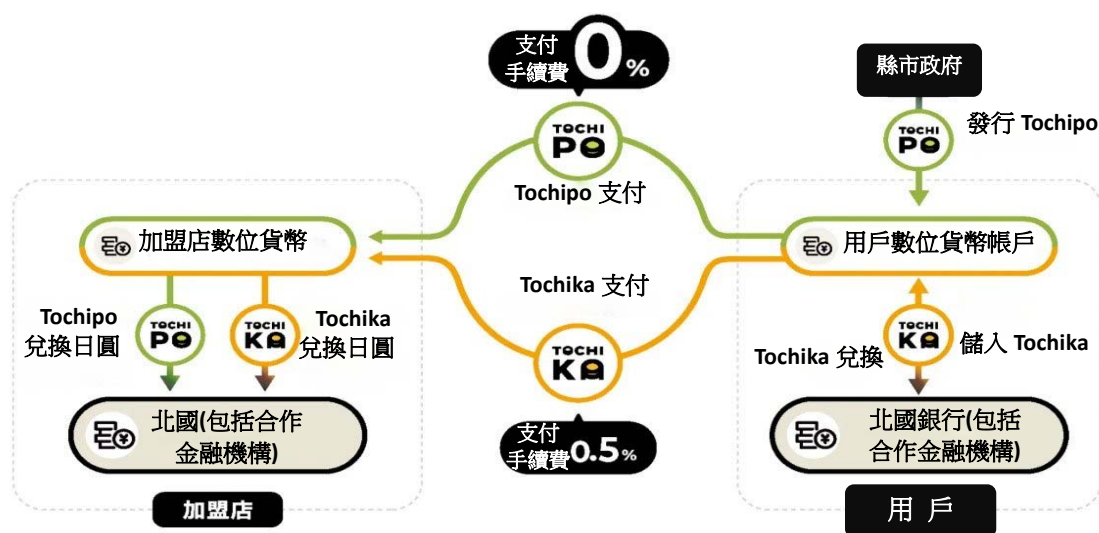 支付
手續費 0%
縣市政府
TOCHI
PO
發行 Tochipo
TOCHI
PO
Tochipo 支付
加盟店數位貨幣
用戶數位貨幣帳戶
Tochika 支付
Tochipo
兌換日圓
TOCHI
PO
TOCHI
KA
Tochika
兌換日圓
TOCHI
KA
Tochika 兌換
TOCHI
KA
儲入 Tochika
北國(包括合作
金融機構)
支付
手續費 0.5%
北國銀行(包括
合作金融機構)
加盟店
用 戶